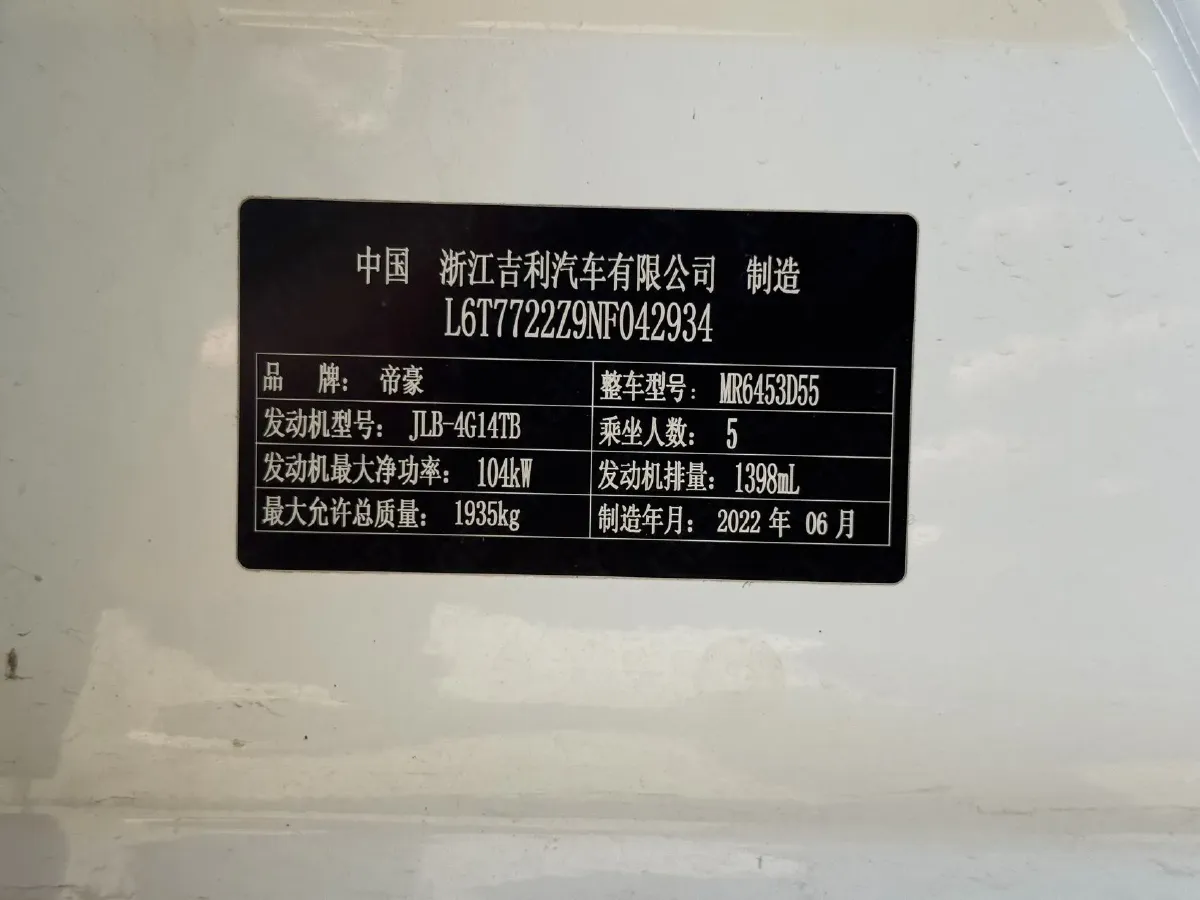 中国 浙江吉利汽车有限公司 制造
L6T7722Z9NF042934
品 牌： 帝豪 整车型号： MR6453D55
发动机型号： JLB-4G14TB 乘坐人数： 5
发动机最大净功率： 104kW 发动机排量： 1398mL
最大允许总质量： 1935kg 制造年月： 2022 年 06 月